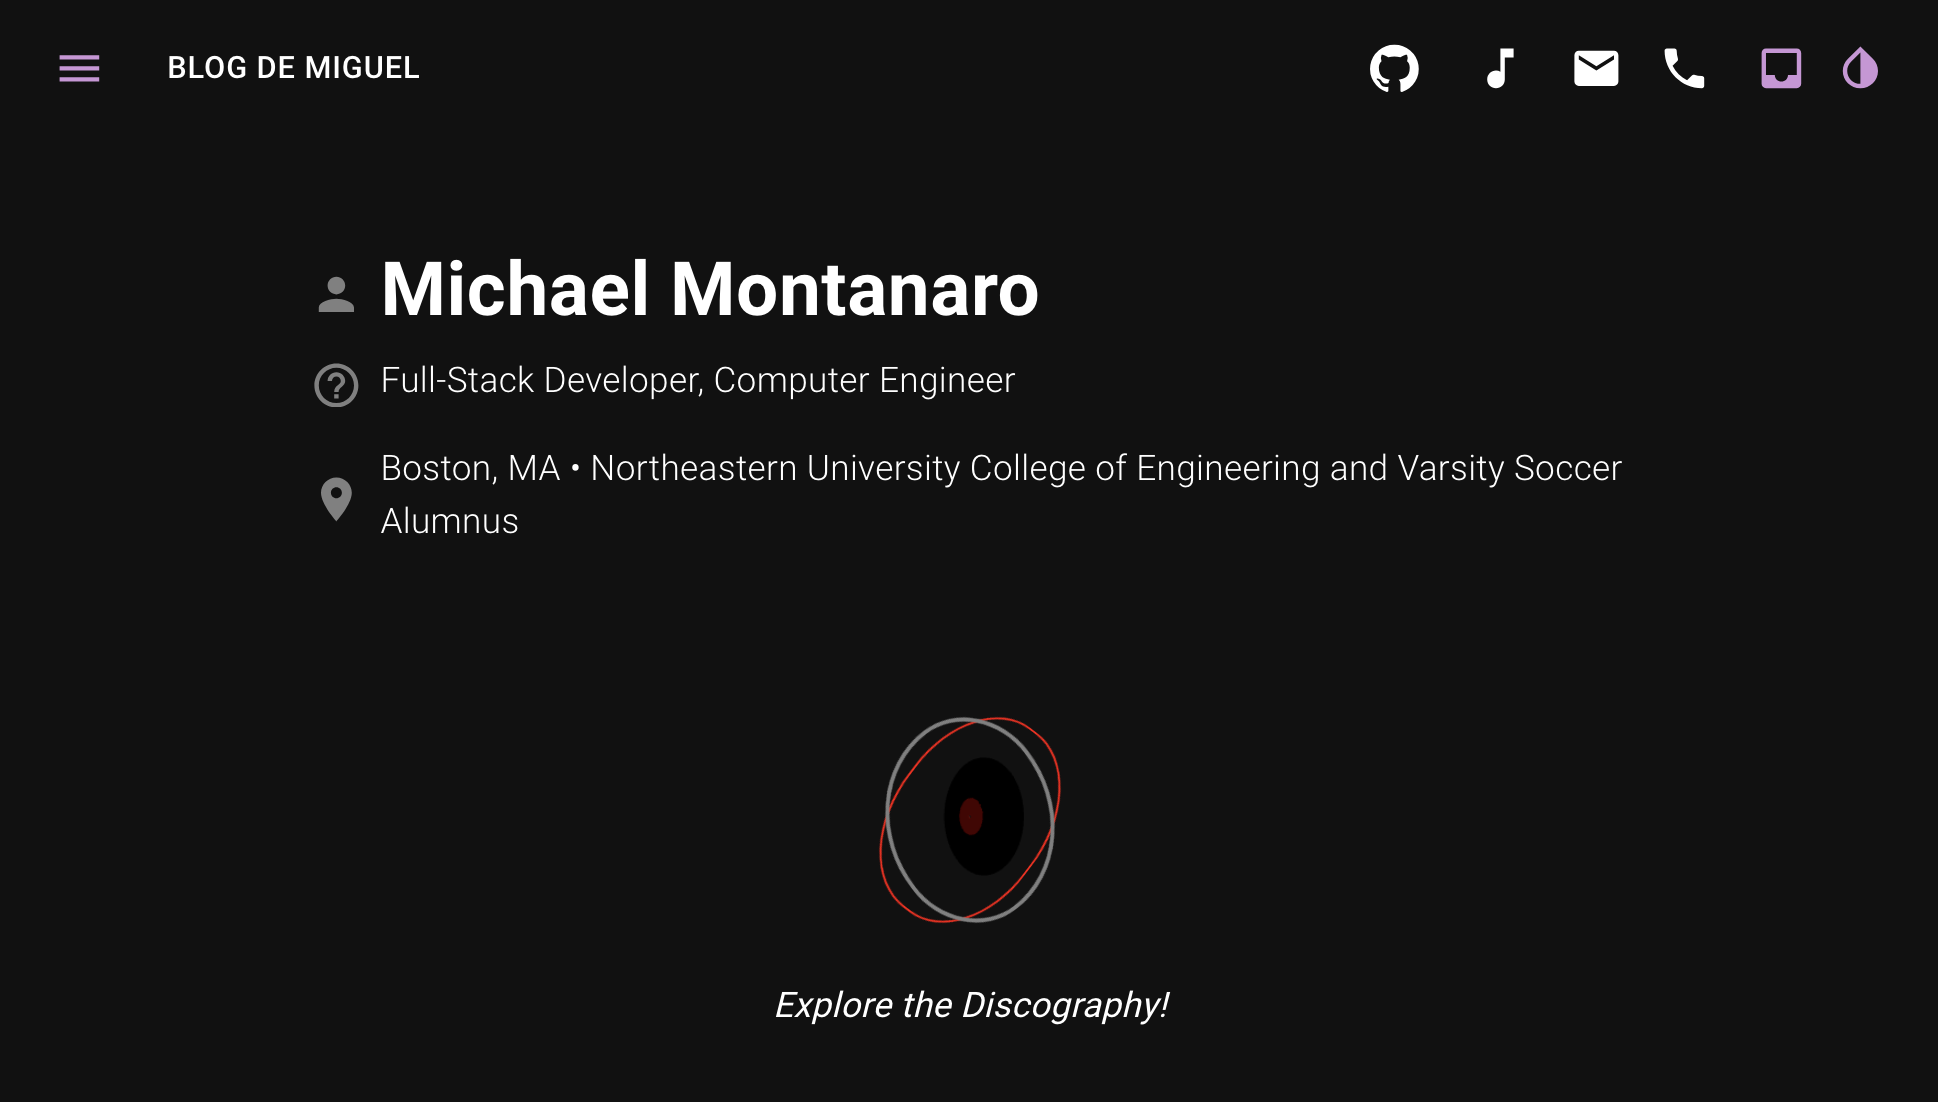 BLOG DE MIGUEL
Michael Montanaro
Full-Stack Developer, Computer Engineer
Boston, MA • Northeastern University College of Engineering and Varsity Soccer
Alumnus
Explore the Discography!